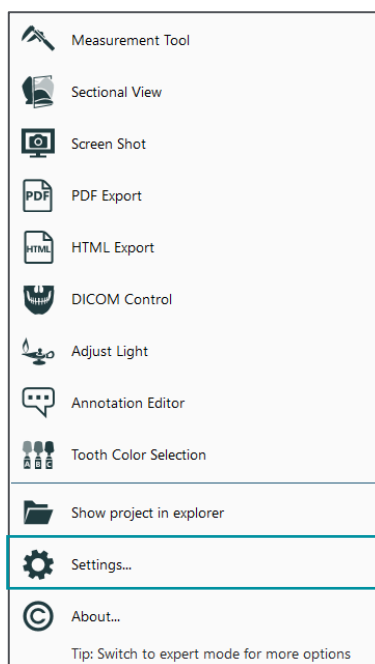 Measurement Tool
Sectional View
Screen Shot
PDF
PDF Export
HTML
HTML Export
DICOM Control
Adjust Light
Annotation Editor
A B C
Tooth Color Selection
Show project in explorer
Settings...
©
About...
Tip: Switch to expert mode for more options